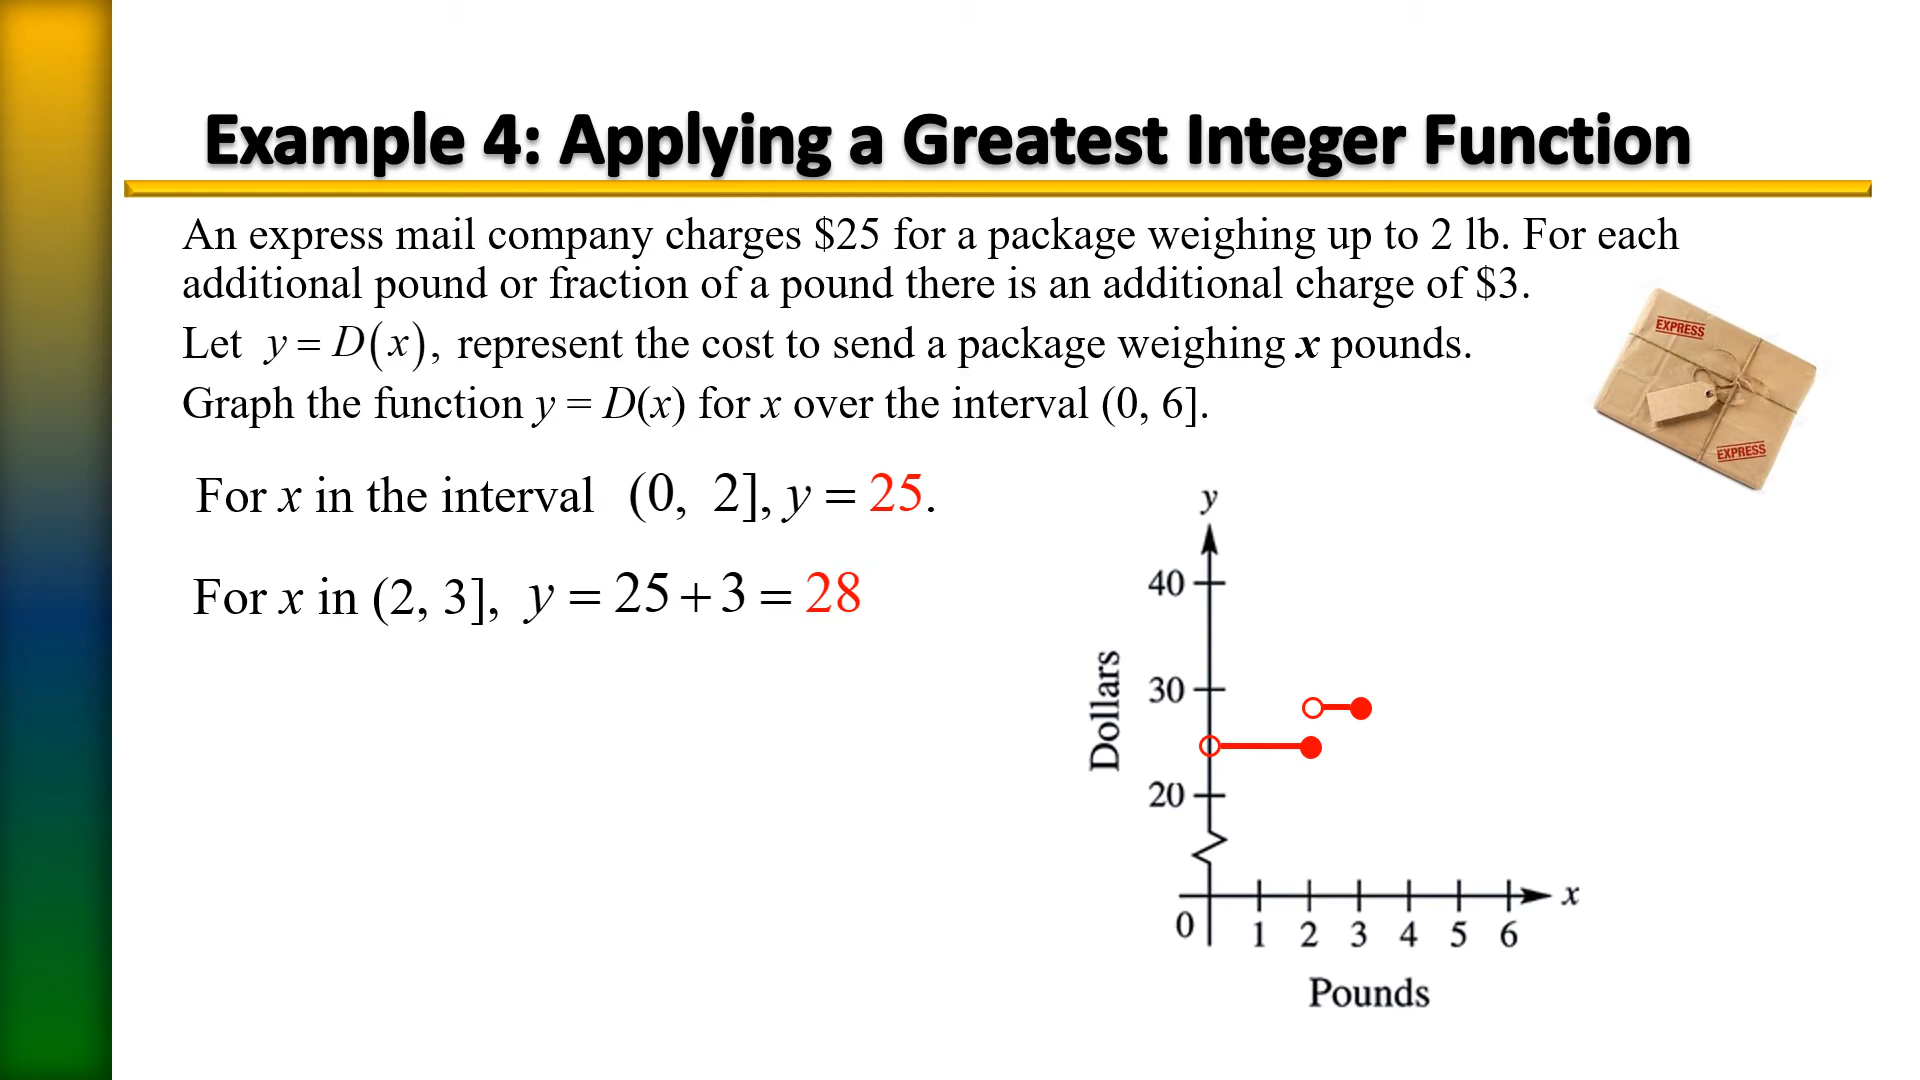 Example 4: Applying a Greatest Integer Function
An express mail company charges $25 for a package weighing up to 2 lb. For each
additional pound or fraction of a pound there is an additional charge of $3.
Let y = D(x), represent the cost to send a package weighing x pounds.
Graph the function y = D(x) for x over the interval (0, 6].
EXPRESS
EXPRESS
For x in the interval (0, 2], y = 25.
For x in (2, 3], y = 25 + 3 = 28
y
40
30
20
Dollars
x
0 1 2 3 4 5 6
Pounds